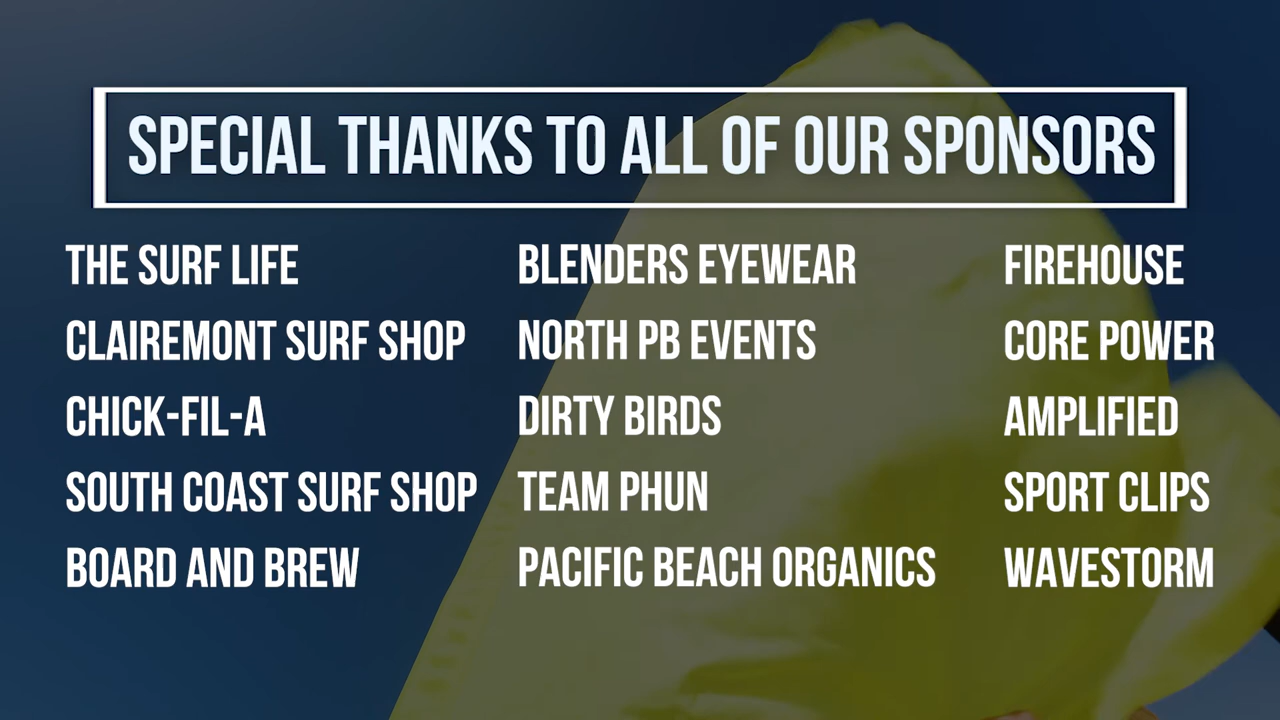 SPECIAL THANKS TO ALL OF OUR SPONSORS
THE SURF LIFE
CLAIREMONT SURF SHOP
CHICK-FIL-A
SOUTH COAST SURF SHOP
BOARD AND BREW
BLENDERS EYEWEAR
NORTH PB EVENTS
DIRTY BIRDS
TEAM PHUN
PACIFIC BEACH ORGANICS
FIREHOUSE
CORE POWER
AMPLIFIED
SPORT CLIPS
WAVESTORM